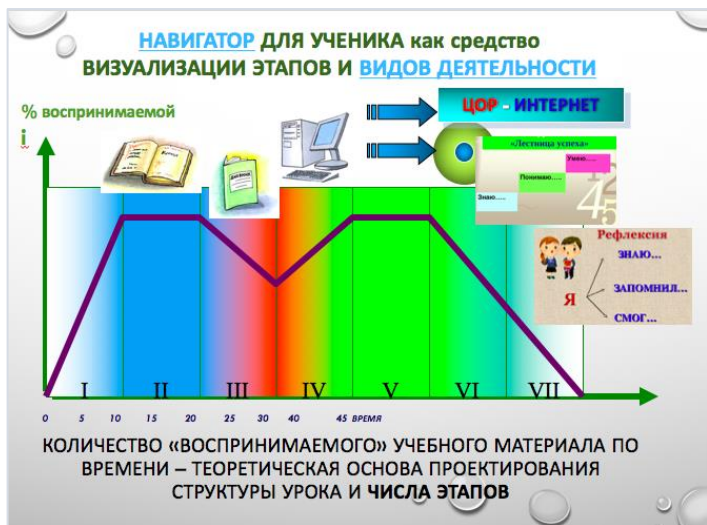 НАВИГАТОР ДЛЯ УЧЕНИКА как средство
ВИЗУАЛИЗАЦИИ ЭТАПОВ И ВИДОВ ДЕЯТЕЛЬНОСТИ
% воспринимаемой
i
ЦОР - ИНТЕРНЕТ
«Лестница успеха»
Умею…..
Понимаю…..
Знаю…..
Рефлексия
ЗНАЮ…
Я
ЗАПОМНИЛ…
СМОГ…
I II III IV V VI VII
0 5 10 15 20 25 30 40 45 ВРЕМЯ
КОЛИЧЕСТВО «ВОСПРИНИМАЕМОГО» УЧЕБНОГО МАТЕРИАЛА ПО
ВРЕМЕНИ – ТЕОРЕТИЧЕСКАЯ ОСНОВА ПРОЕКТИРОВАНИЯ
СТРУКТУРЫ УРОКА И ЧИСЛА ЭТАПОВ